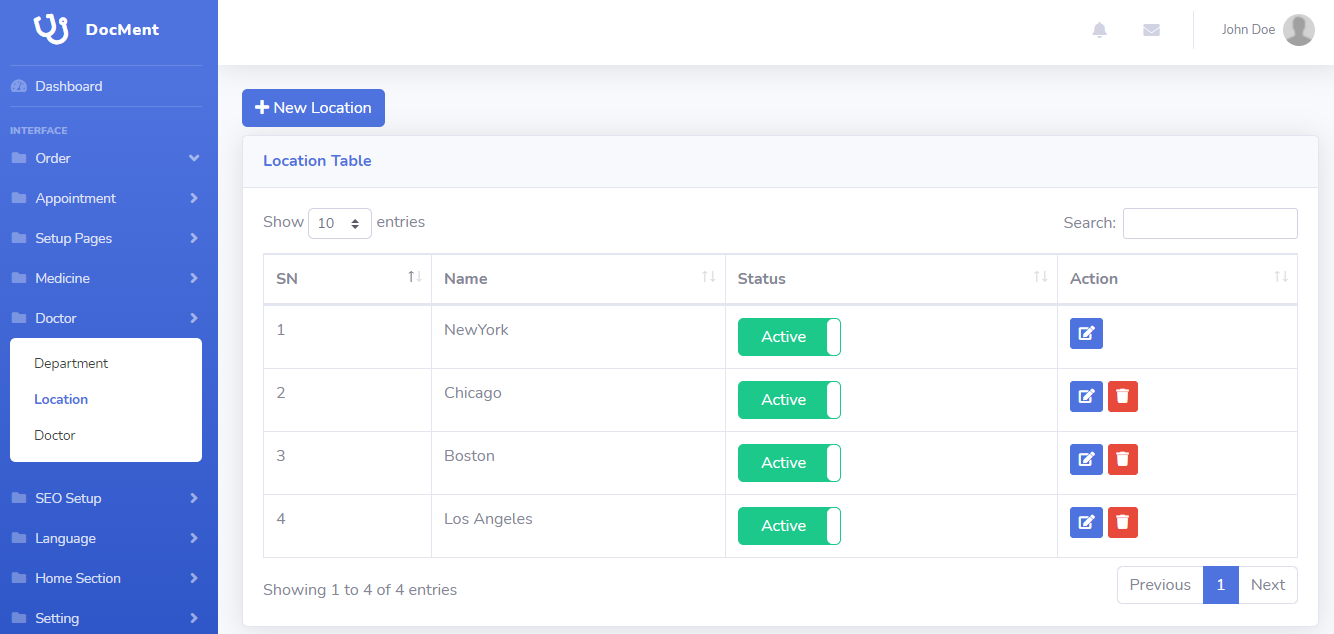 DocMent
John Doe
Dashboard
INTERFACE
Order
Appointment
Setup Pages
Medicine
Doctor
Department
Location
Doctor
SEO Setup
Language
Home Section
Setting
New Location
Location Table
Show 10 entries
Search:
SN Name Status Action
1 NewYork Active
2 Chicago Active
3 Boston Active
4 Los Angeles Active
Showing 1 to 4 of 4 entries
Previous 1 Next